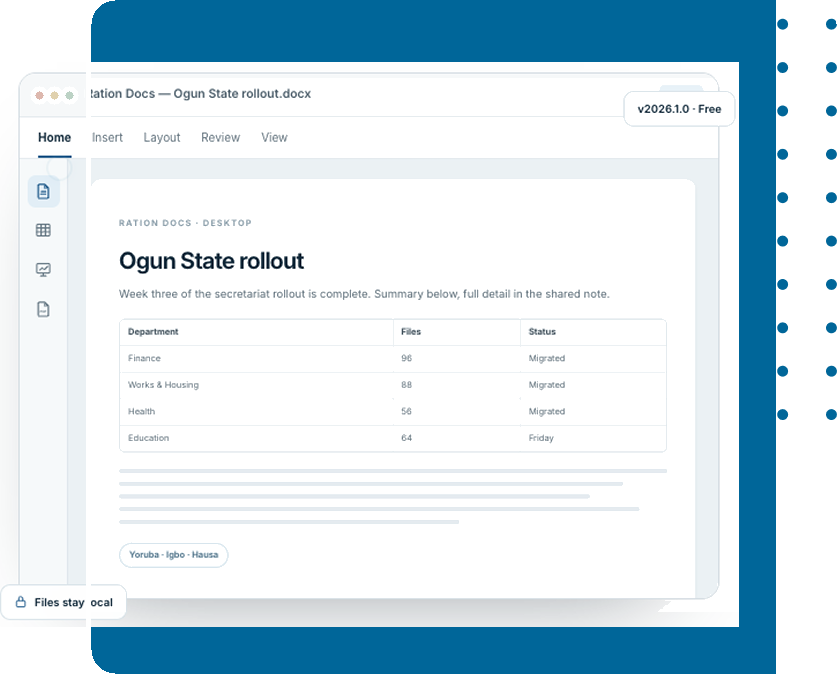 Ration Docs — Ogun State rollout.docx
v2026.1.0 · Free
Home Insert Layout Review View
RATION DOCS · DESKTOP
Ogun State rollout
Week three of the secretariat rollout is complete. Summary below, full detail in the shared note.
Department Files Status
Finance 96 Migrated
Works & Housing 88 Migrated
Health 56 Migrated
Education 64 Friday
Yoruba · Igbo · Hausa
Files stay local